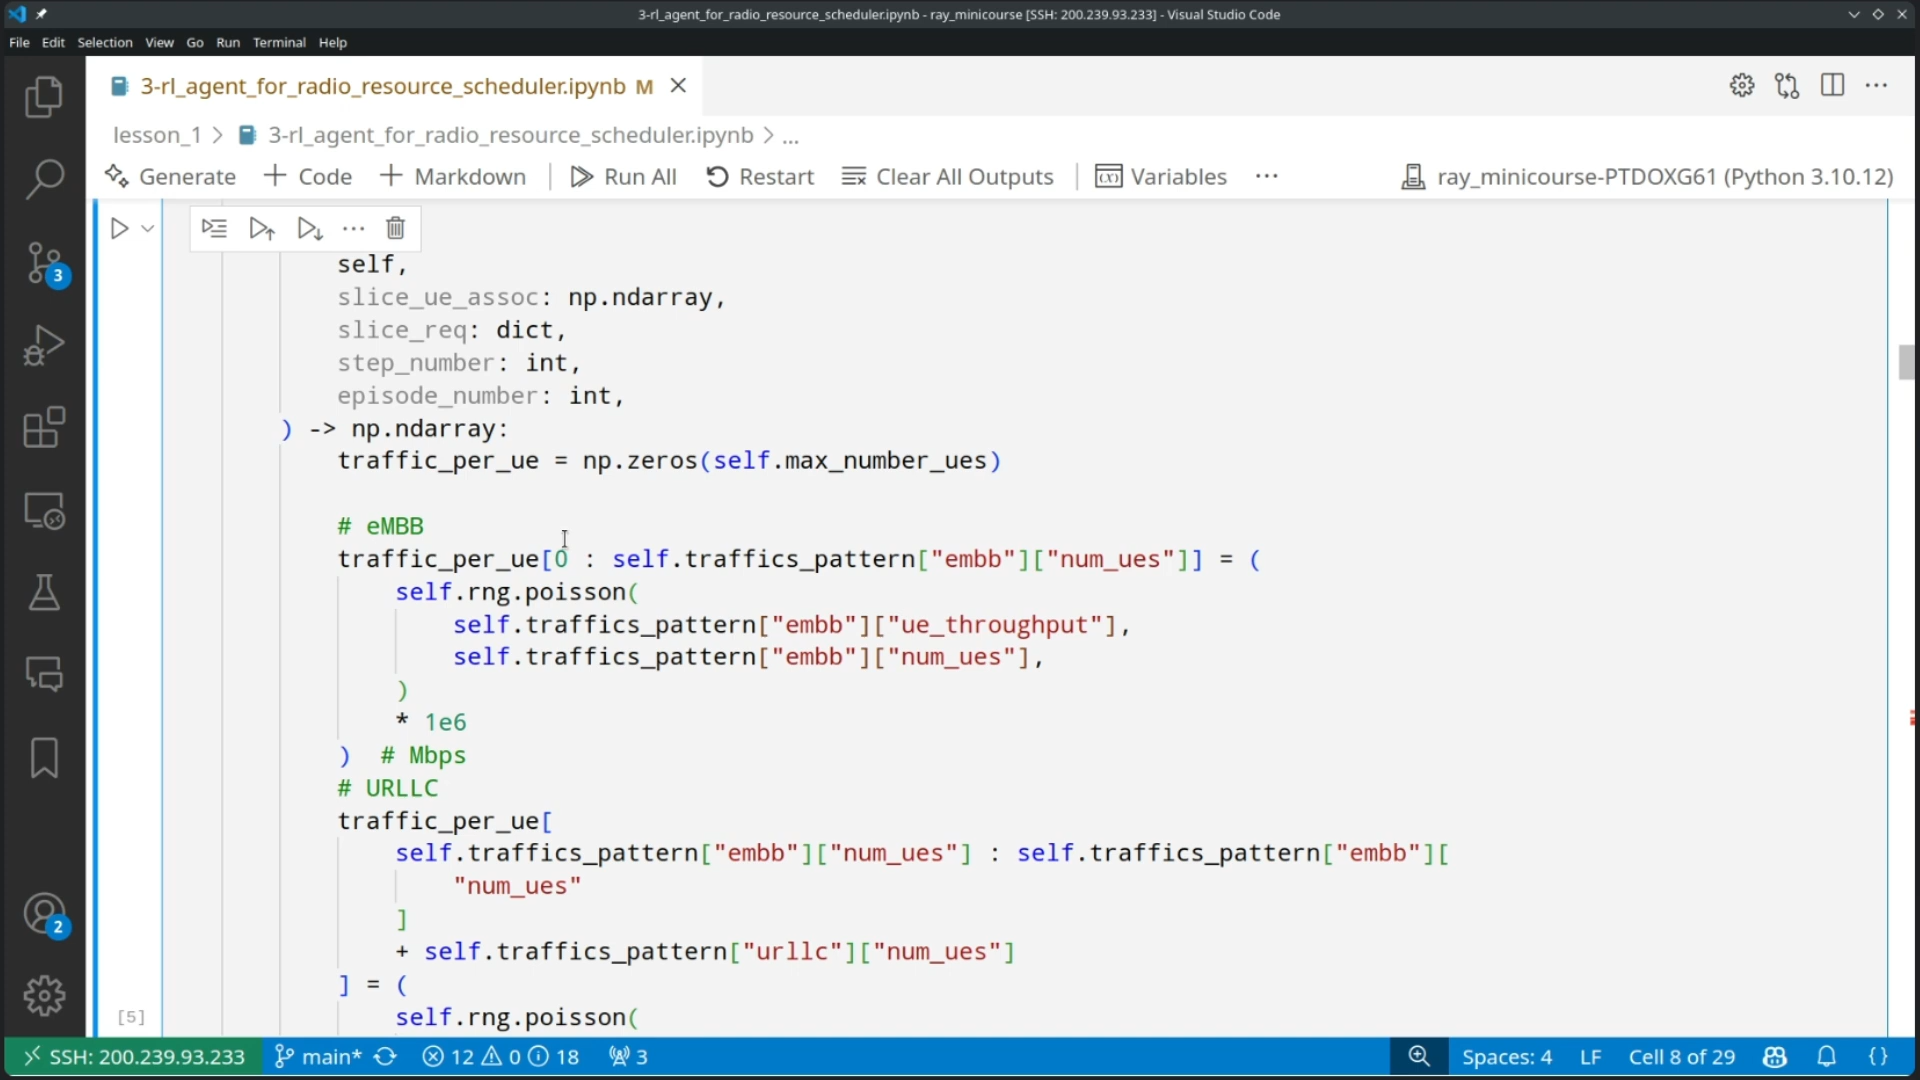 3-rl_agent_for_radio_resource_scheduler.ipynb - ray_minicourse [SSH: 200.239.93.233] - Visual Studio Code
File Edit Selection View Go Run Terminal Help
3-rl_agent_for_radio_resource_scheduler.ipynb M
lesson_1 > 3-rl_agent_for_radio_resource_scheduler.ipynb > ...
Generate + Code + Markdown Run All Restart Clear All Outputs Variables ... ray_minicourse-PTDOXG61 (Python 3.10.12)
self,
slice_ue_assoc: np.ndarray,
slice_req: dict,
step_number: int,
episode_number: int,
) -> np.ndarray:
traffic_per_ue = np.zeros(self.max_number_ues)
# eMBB
traffic_per_ue[0 : self.traffics_pattern["embb"]["num_ues"]] = (
self.rng.poisson(
self.traffics_pattern["embb"]["ue_throughput"],
self.traffics_pattern["embb"]["num_ues"],
)
* 1e6
) # Mbps
# URLLC
traffic_per_ue[
self.traffics_pattern["embb"]["num_ues"] : self.traffics_pattern["embb"][
"num_ues"
]
+ self.traffics_pattern["urllc"]["num_ues"]
] = (
self.rng.poisson(
[5]
3
2
SSH: 200.239.93.233 main* 12 0 18 3 Spaces: 4 LF Cell 8 of 29 {}